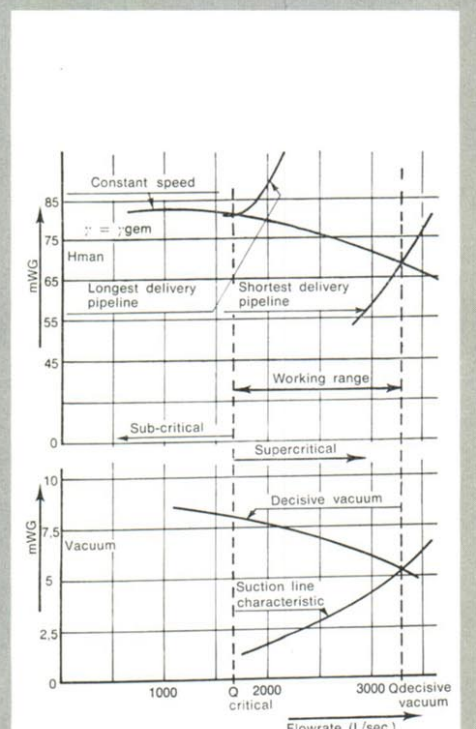 Constant speed
85
γ = γgem
75
mWG
Hman
65
Longest delivery
pipeline
Shortest delivery
pipeline
55
45
Working range
Sub-critical
0
Supercritical
10
Decisive vacuum
7.5
mWG
Vacuum
5
Suction line
characteristic
2.5
0
1000
Q
critical
2000
3000
Qdecisive
vacuum
Flowrate (L/sec.)